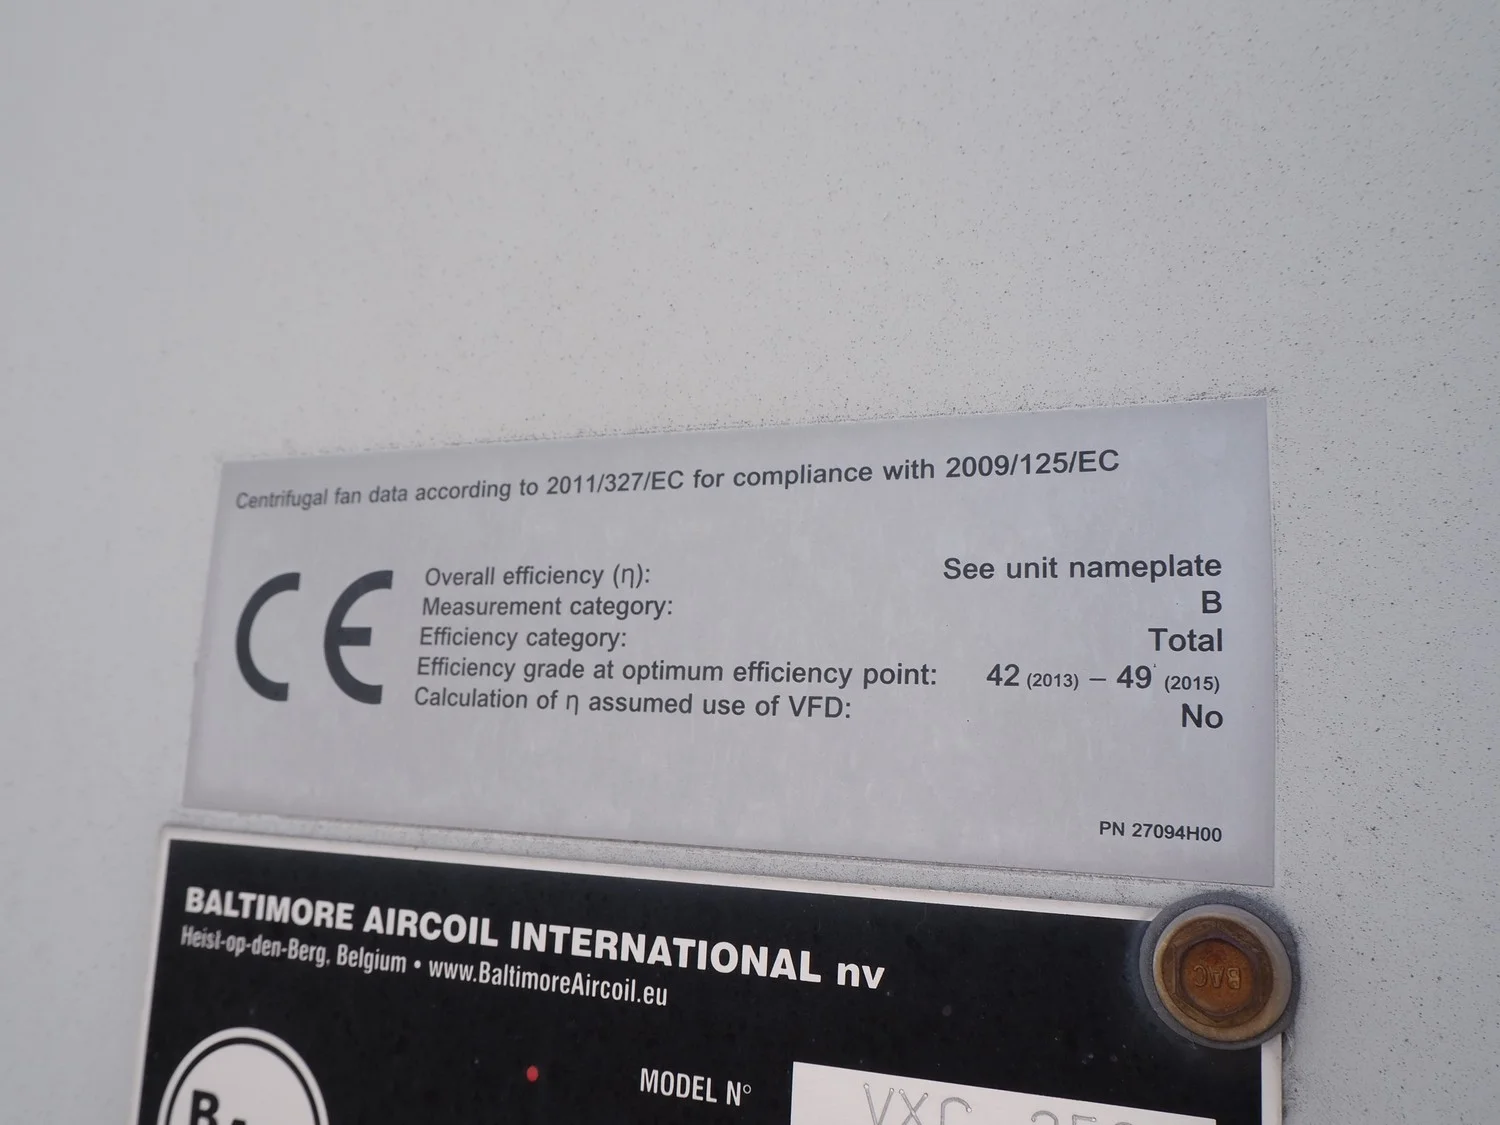 Centrifugal fan data according to 2011/327/EC for compliance with 2009/125/EC
CE
Overall efficiency (η): See unit nameplate
Measurement category: B
Efficiency category: Total
Efficiency grade at optimum efficiency point: 42 (2013) – 49 (2015)
Calculation of η assumed use of VFD: No
PN 27094H00
BALTIMORE AIRCOIL INTERNATIONAL nv
Heist-op-den-Berg, Belgium • www.BaltimoreAircoil.eu
BAC
MODEL N°
VXC